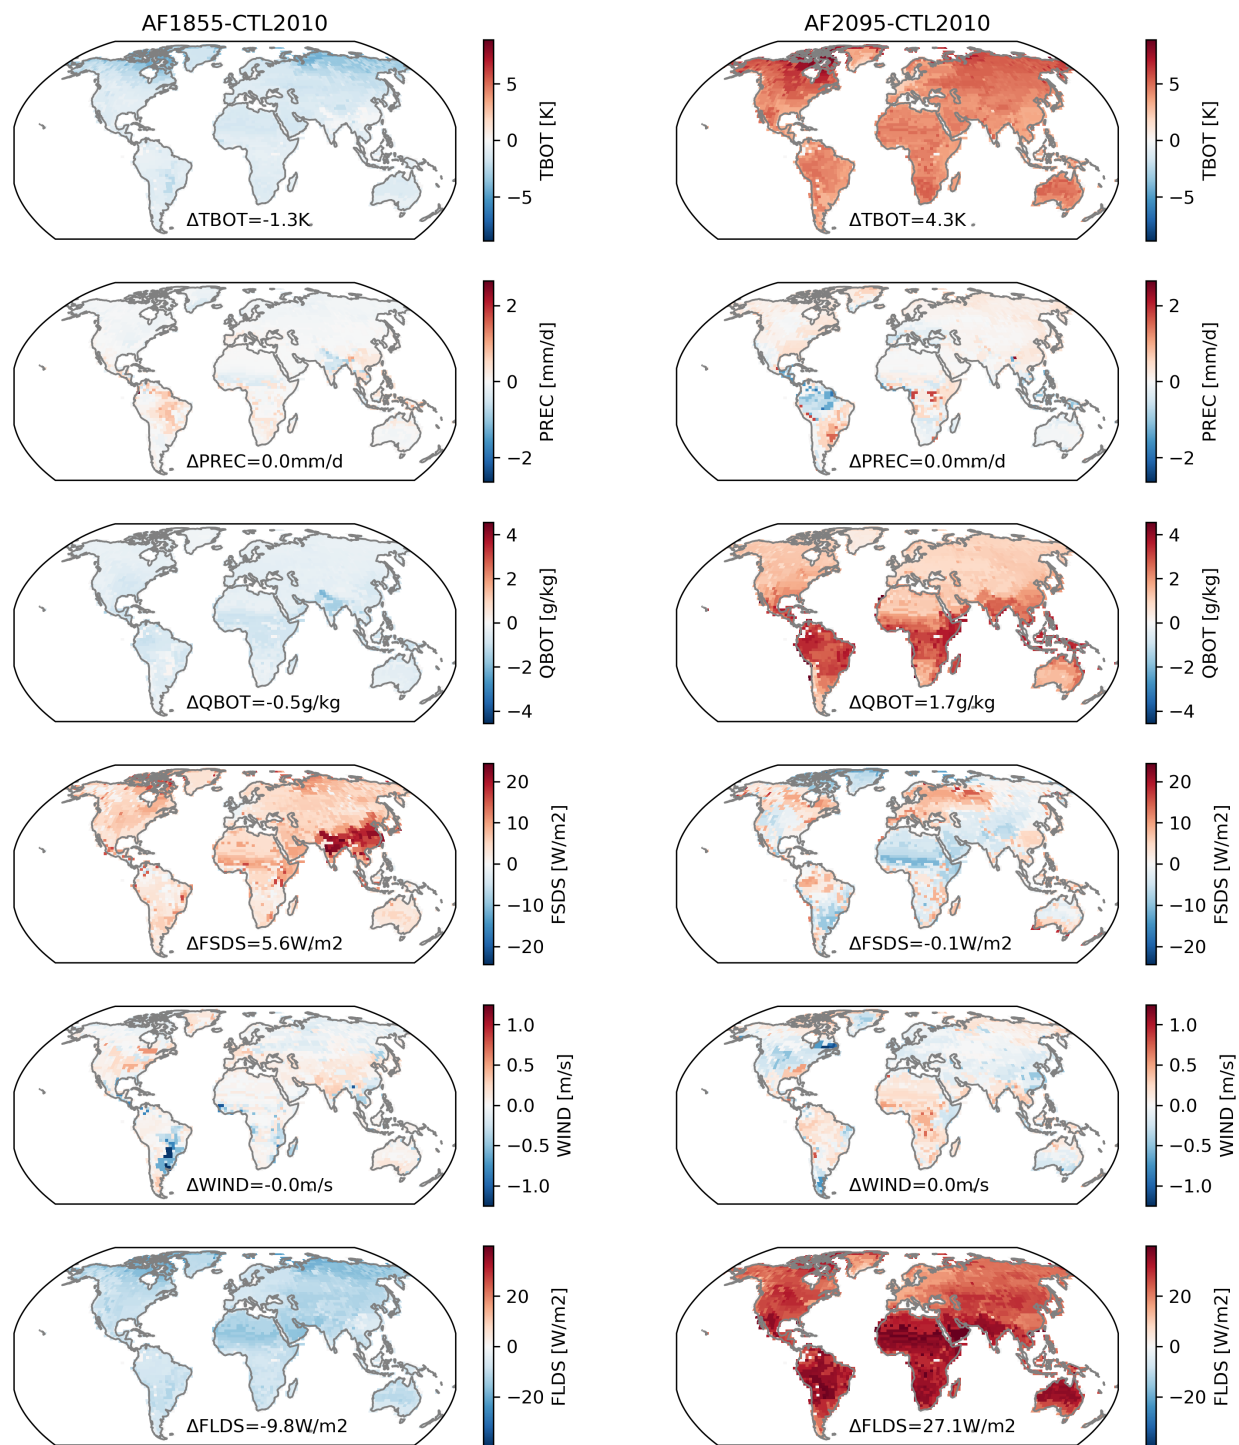 AF1855-CTL2010
AF2095-CTL2010
5
0
−5
TBOT [K]
ΔTBOT=-1.3K
5
0
−5
TBOT [K]
ΔTBOT=4.3K
2
0
−2
PREC [mm/d]
ΔPREC=0.0mm/d
2
0
−2
PREC [mm/d]
ΔPREC=0.0mm/d
4
2
0
−2
−4
QBOT [g/kg]
ΔQBOT=-0.5g/kg
4
2
0
−2
−4
QBOT [g/kg]
ΔQBOT=1.7g/kg
20
10
0
−10
−20
FSDS [W/m2]
ΔFSDS=5.6W/m2
20
10
0
−10
−20
FSDS [W/m2]
ΔFSDS=-0.1W/m2
1.0
0.5
0.0
−0.5
−1.0
WIND [m/s]
ΔWIND=-0.0m/s
1.0
0.5
0.0
−0.5
−1.0
WIND [m/s]
ΔWIND=0.0m/s
20
0
−20
FLDS [W/m2]
ΔFLDS=-9.8W/m2
20
0
−20
FLDS [W/m2]
ΔFLDS=27.1W/m2